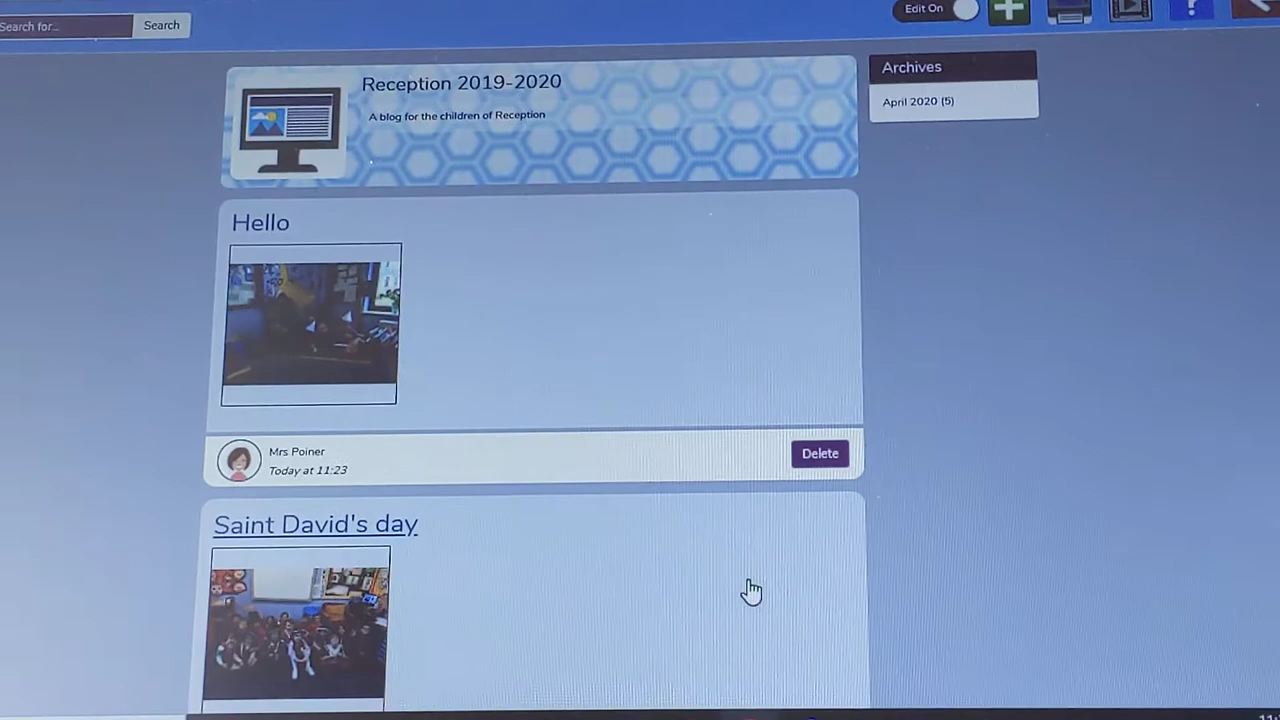 Search for...
Search
Edit On
Reception 2019-2020
A blog for the children of Reception
Archives
April 2020 (5)
Hello
Mrs Poiner
Today at 11:23
Delete
Saint David's day